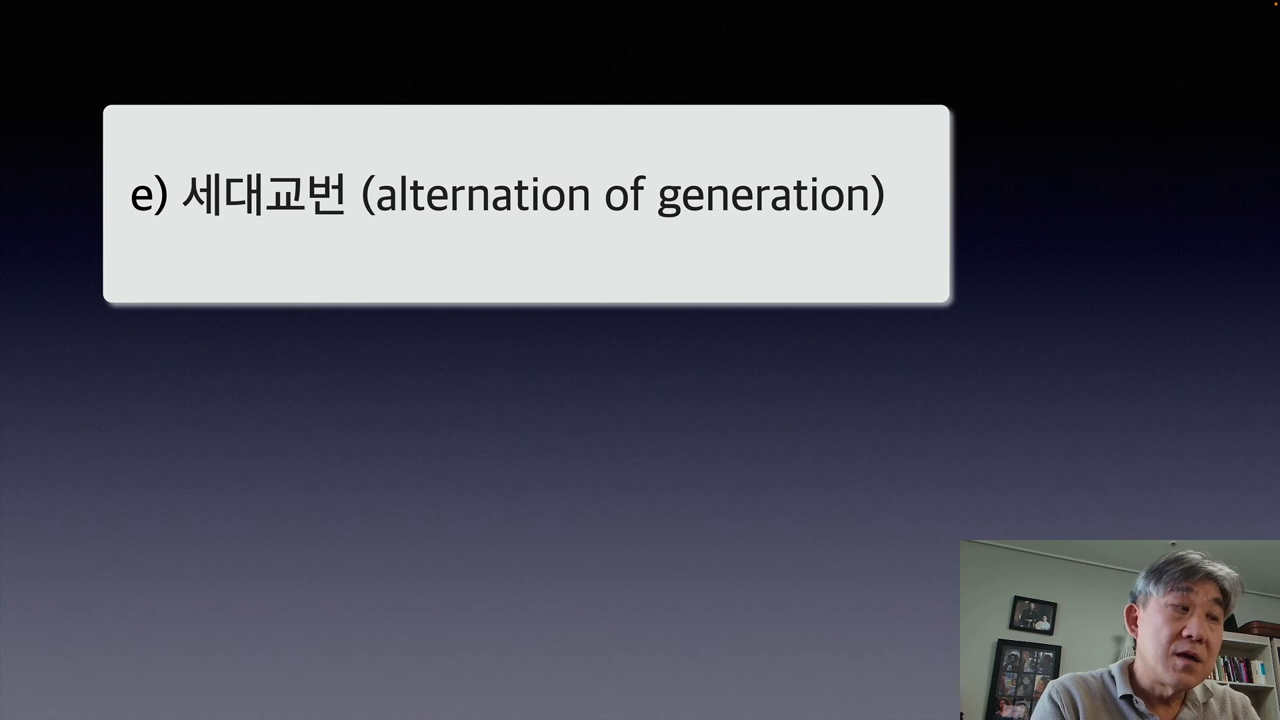 e) 세대교번 (alternation of generation)